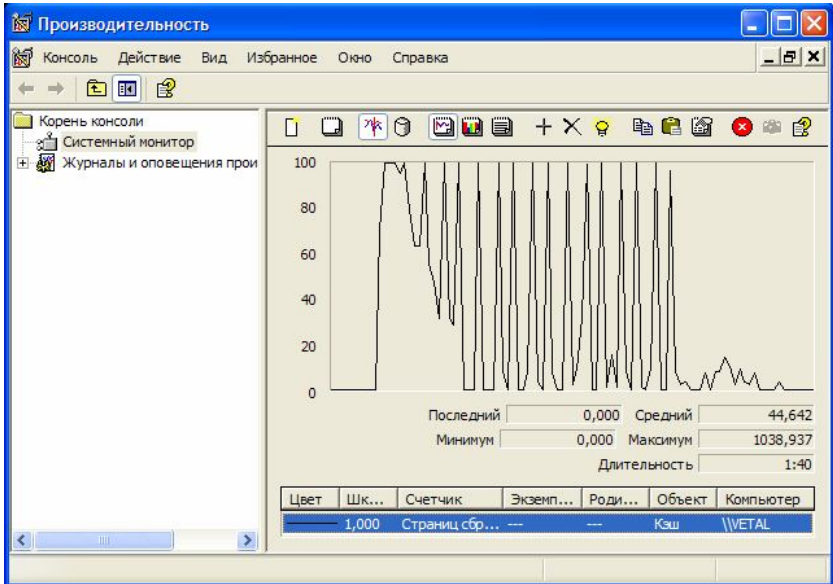 Производительность
Консоль Действие Вид Избранное Окно Справка
Корень консоли
Системный монитор
Журналы и оповещения прои
100
80
60
40
20
0
Последний 0,000 Средний 44,642
Минимум 0,000 Максимум 1038,937
Длительность 1:40
Цвет Шк... Счетчик Экземп... Роди... Объект Компьютер
1,000 Страниц сбр... --- --- Кэш \\VETAL